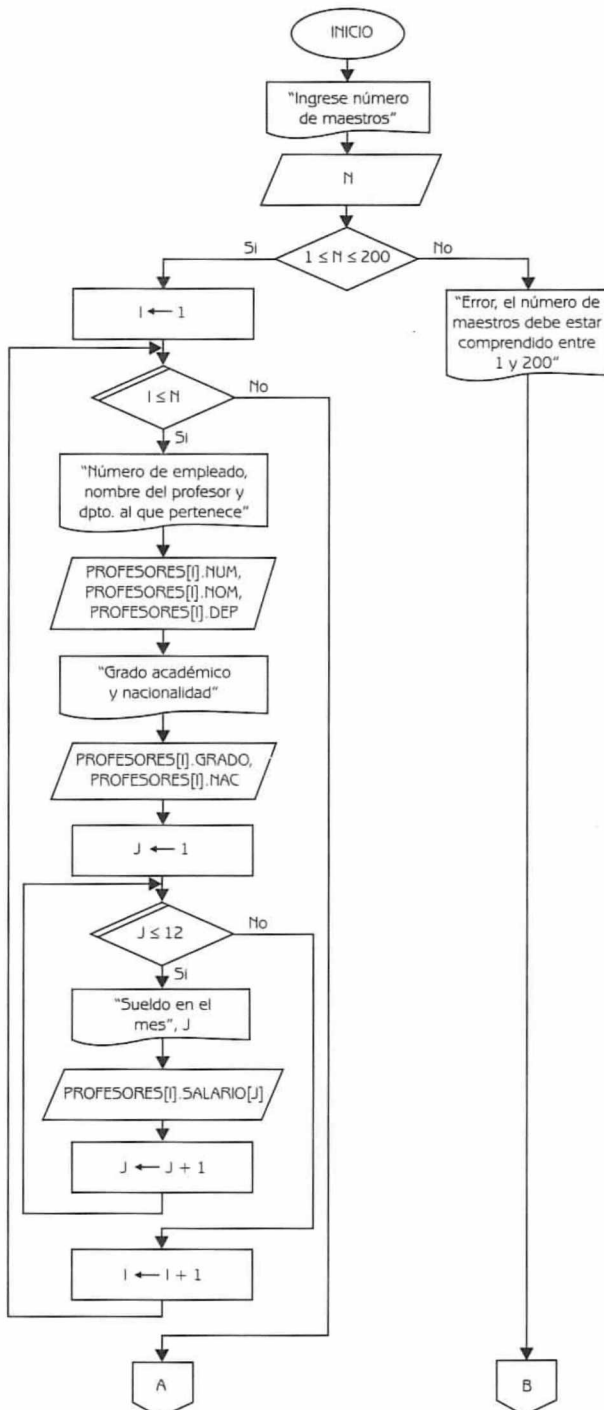 INICIO
"Ingrese número
de maestros"
N
Si
1 ≤ N ≤ 200
No
I ← 1
"Error, el número de
maestros debe estar
comprendido entre
1 y 200"
I ≤ N
No
Si
"Número de empleado,
nombre del profesor y
dpto. al que pertenece"
PROFESORES[I].NUM,
PROFESORES[I].NOM,
PROFESORES[I].DEP
"Grado académico
y nacionalidad"
PROFESORES[I].GRADO,
PROFESORES[I].NAC
J ← 1
J ≤ 12
No
Si
"Sueldo en el
mes", J
PROFESORES[I].SALARIO[J]
J ← J + 1
I ← I + 1
A
B